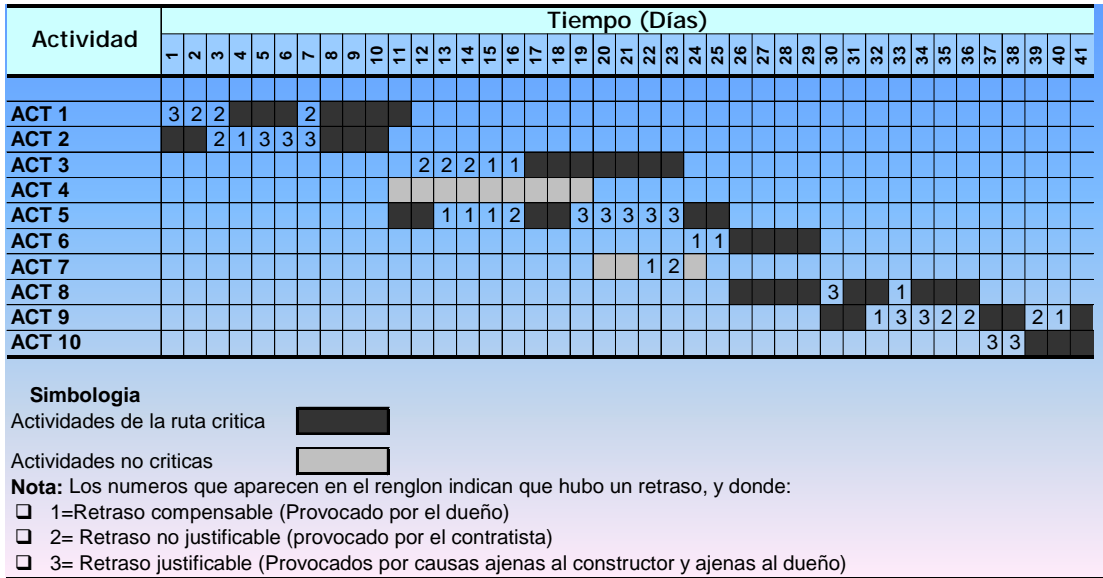 Actividad
Tiempo (Días)
1 2 3 4 5 6 7 8 9 10 11 12 13 14 15 16 17 18 19 20 21 22 23 24 25 26 27 28 29 30 31 32 33 34 35 36 37 38 39 40 41
ACT 1 3 2 2 2
ACT 2 2 1 3 3 3
ACT 3 2 2 2 1 1
ACT 4
ACT 5 1 1 1 2 3 3 3 3 3
ACT 6 1 1
ACT 7 1 2
ACT 8 3 1
ACT 9 1 3 3 2 2 2 1
ACT 10 3 3
Simbologia
Actividades de la ruta critica
Actividades no criticas
Nota: Los numeros que aparecen en el renglon indican que hubo un retraso, y donde:
❑ 1=Retraso compensable (Provocado por el dueño)
❑ 2= Retraso no justificable (provocado por el contratista)
❑ 3= Retraso justificable (Provocados por causas ajenas al constructor y ajenas al dueño)